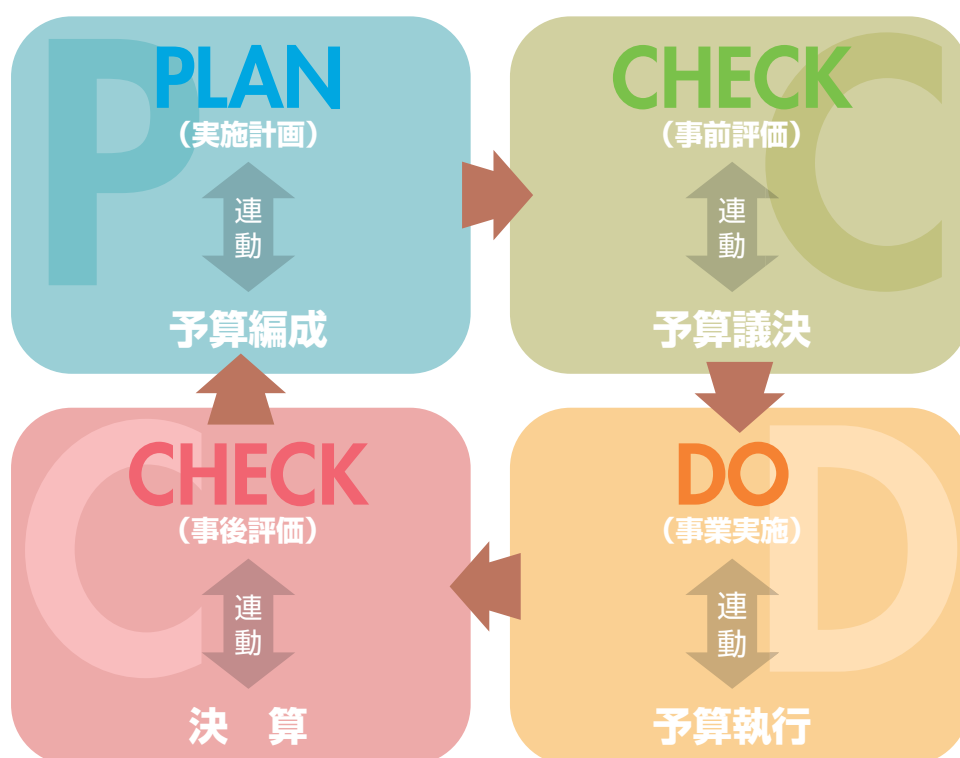 P
PLAN
（実施計画）
連
動
予算編成
C
CHECK
（事前評価）
連
動
予算議決
C
CHECK
（事後評価）
連
動
決　算
D
DO
（事業実施）
連
動
予算執行